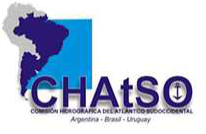 CHAtSO
COMISIÓN HIDROGRÁFICA DEL ATLÁNTICO SUDOCCIDENTAL
Argentina - Brasil - Uruguay